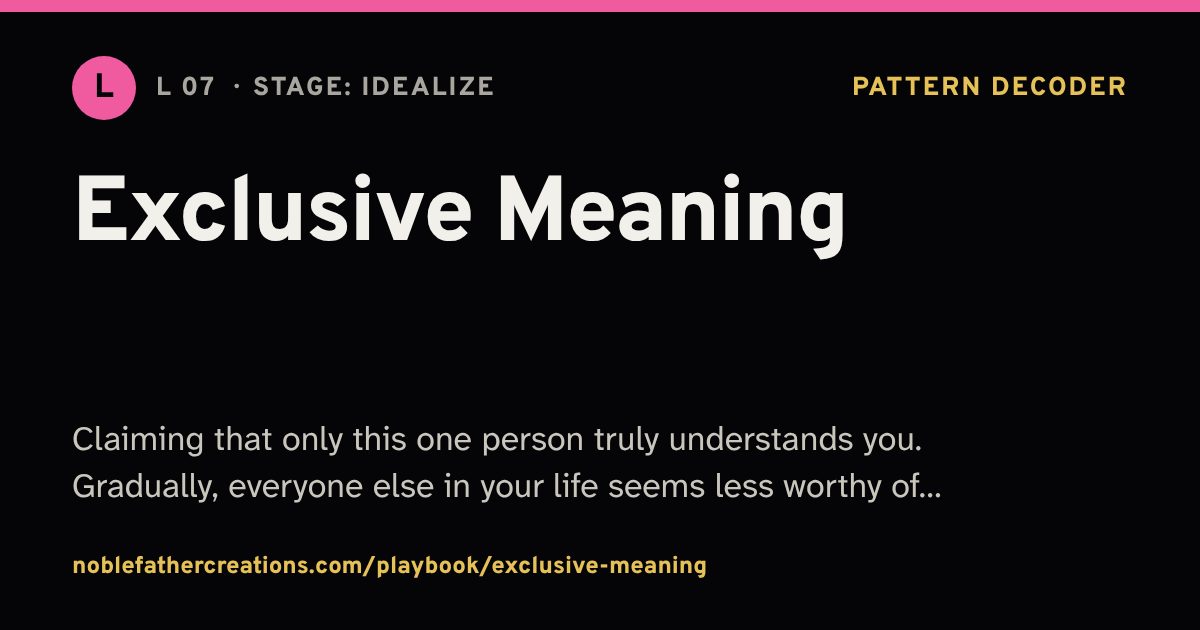 L
L 07 · STAGE: IDEALIZE
PATTERN DECODER
Exclusive Meaning
Claiming that only this one person truly understands you.
Gradually, everyone else in your life seems less worthy of...
noblefathercreations.com/playbook/exclusive-meaning